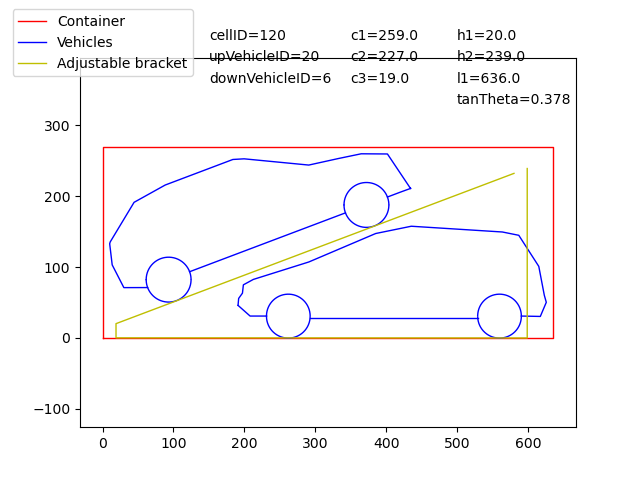 Container
Vehicles
Adjustable bracket
cellID=120 c1=259.0 h1=20.0
upVehicleID=20 c2=227.0 h2=239.0
downVehicleID=6 c3=19.0 l1=636.0
tanTheta=0.378
300
200
100
0
−100
0 100 200 300 400 500 600